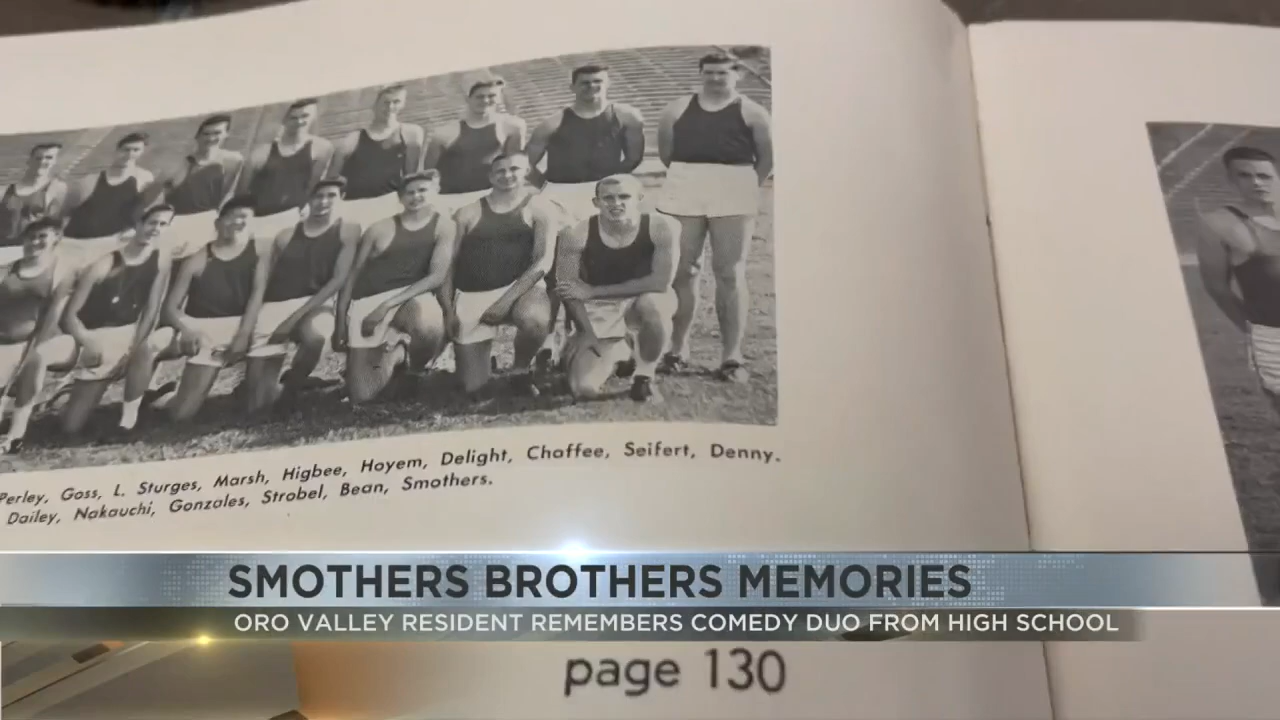 Perley, Goss, L. Sturges, Marsh, Higbee, Hoyem, Delight, Choffee, Seifert, Denny.
Dailey, Nakauchi, Gonzales, Strobel, Bean, Smothers.
SMOTHERS BROTHERS MEMORIES
ORO VALLEY RESIDENT REMEMBERS COMEDY DUO FROM HIGH SCHOOL
page 130